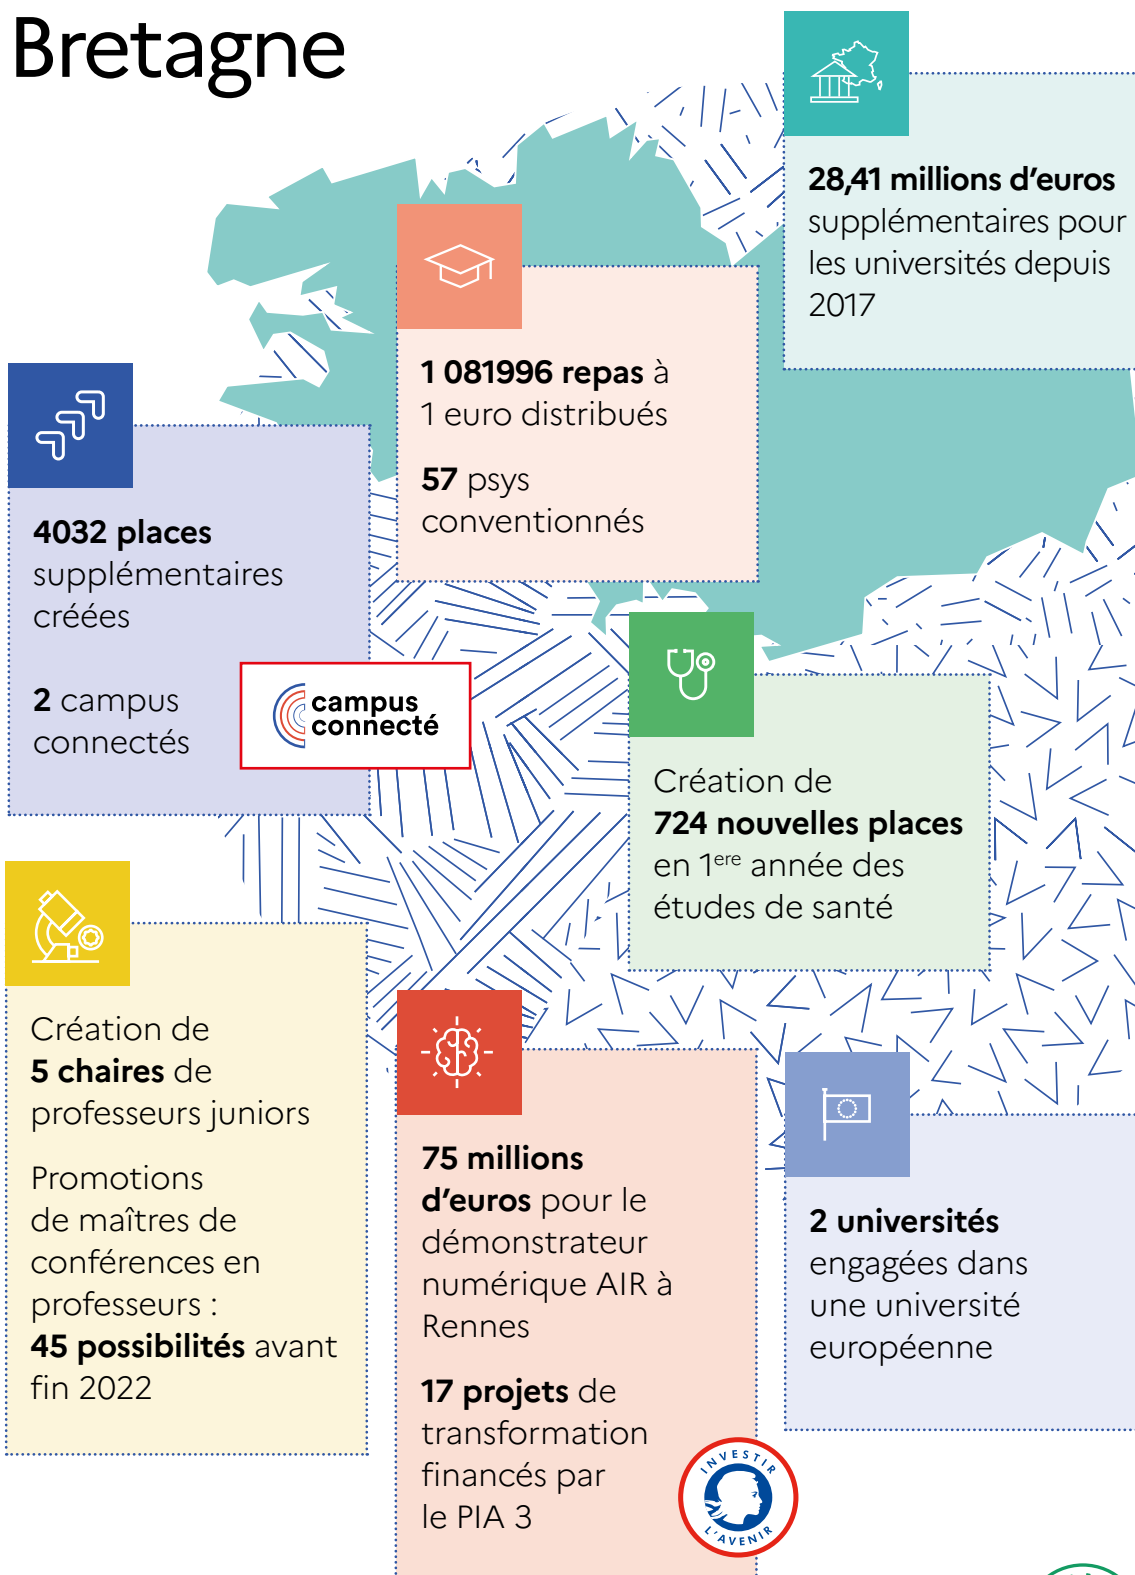 Bretagne
28,41 millions d'euros
supplémentaires pour
les universités depuis
2017
1 081996 repas à
1 euro distribués
57 psys
conventionnés
4032 places
supplémentaires
créées
2 campus
connectés
campus
connecté
Création de
724 nouvelles places
en 1ere année des
études de santé
Création de
5 chaires de
professeurs juniors
Promotions
de maîtres de
conférences en
professeurs :
45 possibilités avant
fin 2022
75 millions
d'euros pour le
démonstrateur
numérique AIR à
Rennes
17 projets de
transformation
financés par
le PIA 3
INVESTIR
L'AVENIR
2 universités
engagées dans
une université
européenne